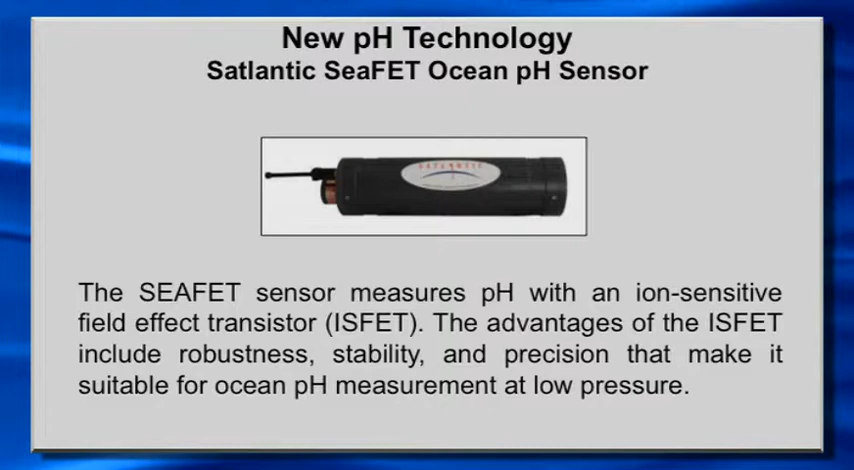 New pH Technology
Satlantic SeaFET Ocean pH Sensor
SATLANTIC
The SEAFET sensor measures pH with an ion-sensitive
field effect transistor (ISFET). The advantages of the ISFET
include robustness, stability, and precision that make it
suitable for ocean pH measurement at low pressure.